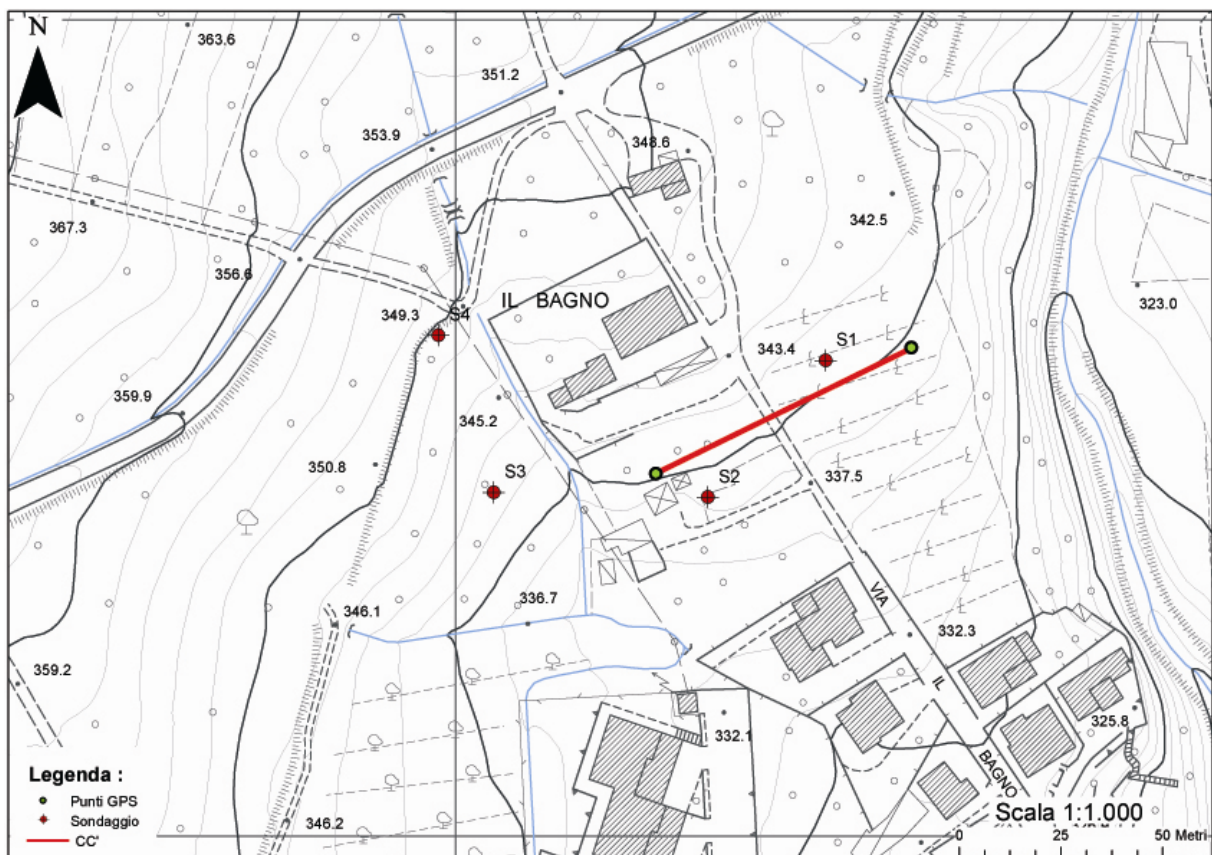 N
363.6
351.2
353.9
348.6
367.3
342.5
356.6
349.3
S4
IL BAGNO
323.0
343.4
S1
359.9
345.2
350.8
S3
S2
337.5
336.7
346.1
VIA
332.3
359.2
IL
332.1
325.8
BAGNO
346.2
Legenda :
Punti GPS
Sondaggio
CC'
Scala 1:1.000
0 25 50 Metri